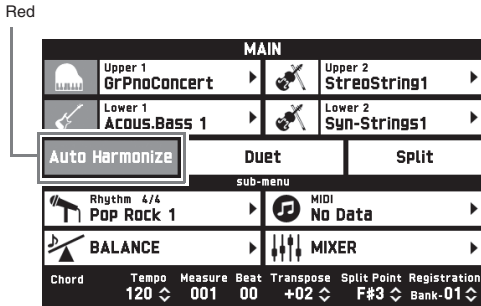 Red
MAIN
Upper 1
GrPnoConcert
Upper 2
StreoString1
Lower 1
Acous.Bass 1
Lower 2
Syn-Strings1
Auto Harmonize
Duet
Split
sub-menu
Rhythm 4/4
Pop Rock 1
MIDI
No Data
BALANCE
MIXER
Chord Tempo Measure Beat Transpose Split Point Registration
120 001 00 +02 F#3 Bank-01